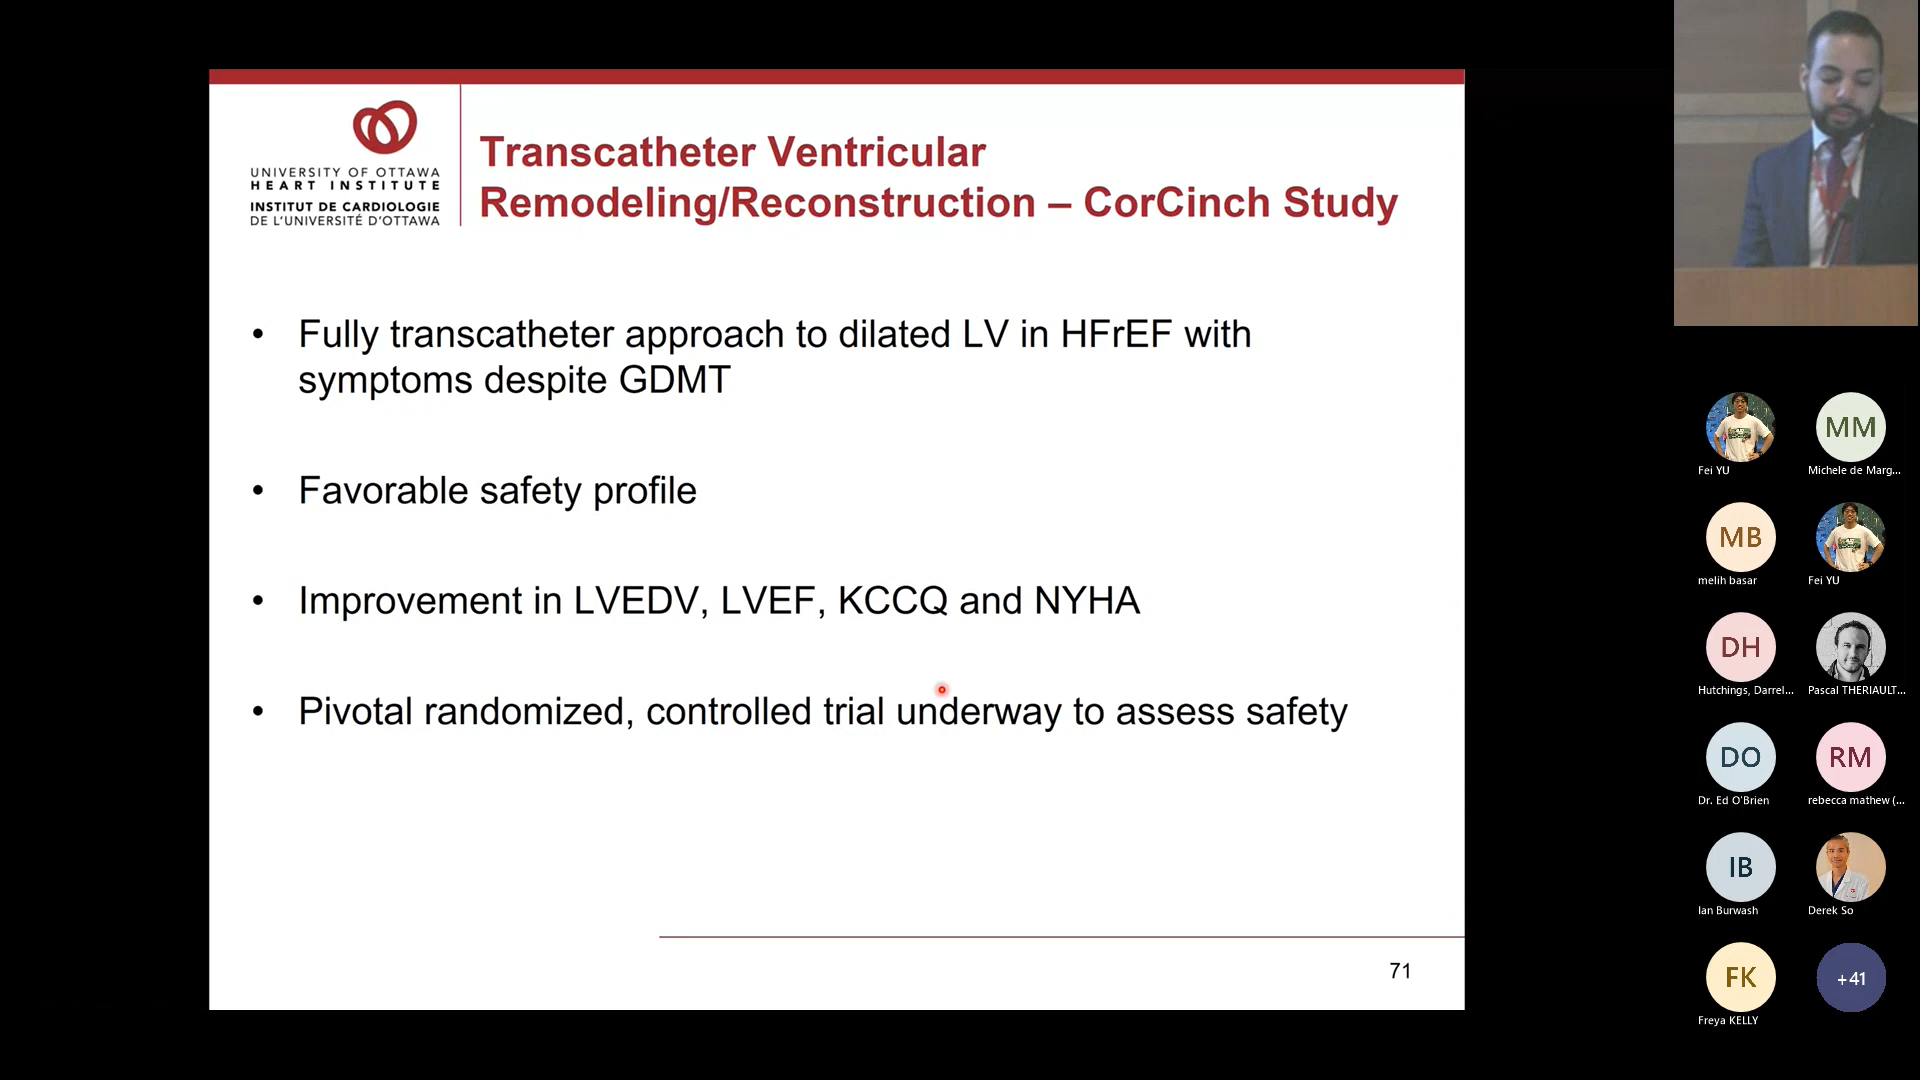 UNIVERSITY OF OTTAWA
HEART INSTITUTE
INSTITUT DE CARDIOLOGIE
DE L'UNIVERSITÉ D'OTTAWA
Transcatheter Ventricular
Remodeling/Reconstruction – CorCinch Study
• Fully transcatheter approach to dilated LV in HFrEF with
symptoms despite GDMT
• Favorable safety profile
• Improvement in LVEDV, LVEF, KCCQ and NYHA
• Pivotal randomized, controlled trial underway to assess safety
71
Fei YU
MM
Michele de Marg...
MB
melih basar
Fei YU
DH
Hutchings, Darrel...
Pascal THERIAULT...
DO
Dr. Ed O'Brien
RM
rebecca mathew (...
IB
Ian Burwash
Derek So
FK
Freya KELLY
+41